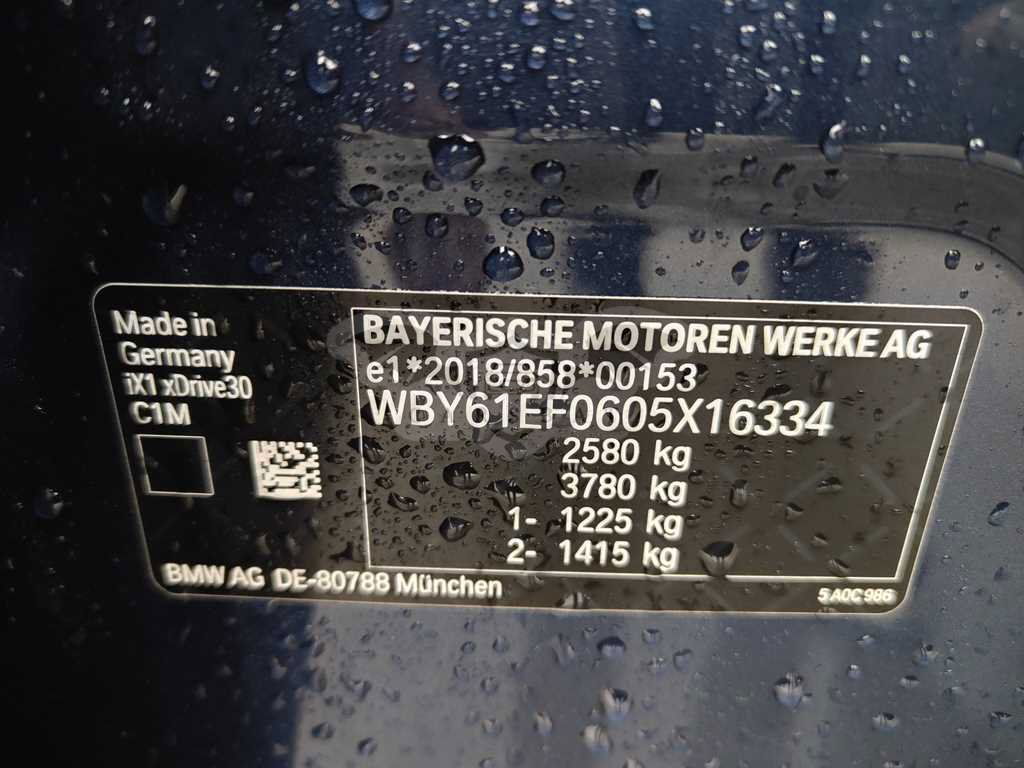 Made in
Germany
iX1 xDrive30
C1M
BAYERISCHE MOTOREN WERKE AG
e1*2018/858*00153
WBY61EF0605X16334
2580 kg
3780 kg
1- 1225 kg
2- 1415 kg
BMW AG DE-80788 München
5 A0C 986